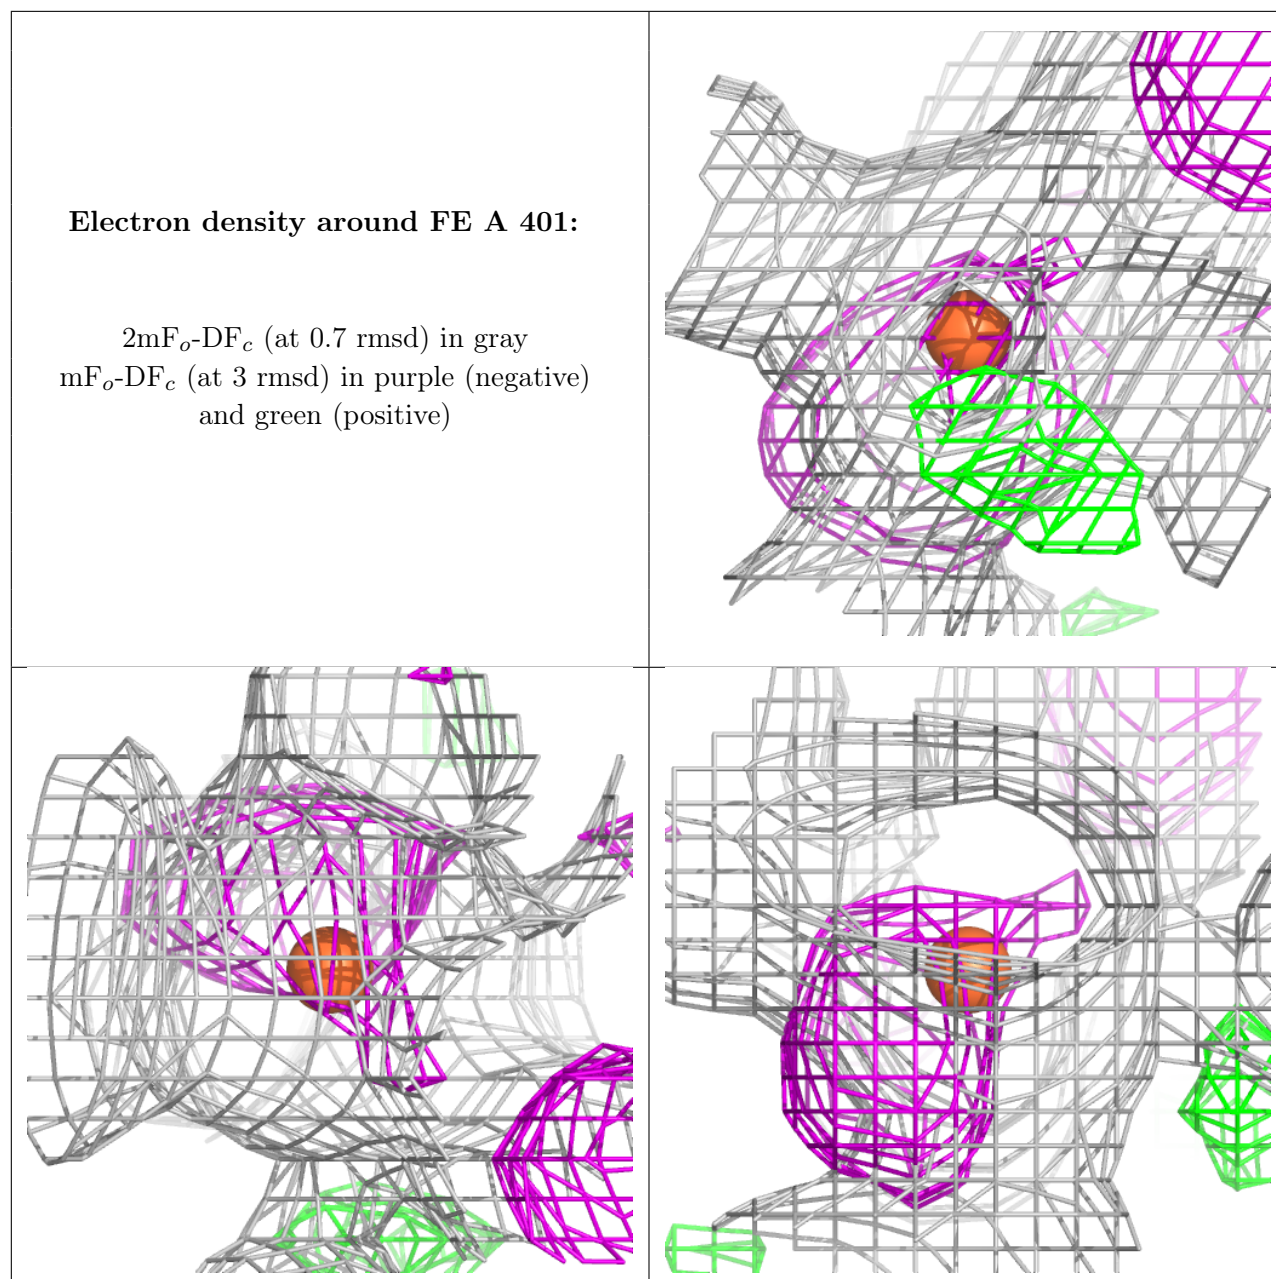 Electron density around FE A 401:
2mFo-DFc (at 0.7 rmsd) in gray
mFo-DFc (at 3 rmsd) in purple (negative)
and green (positive)